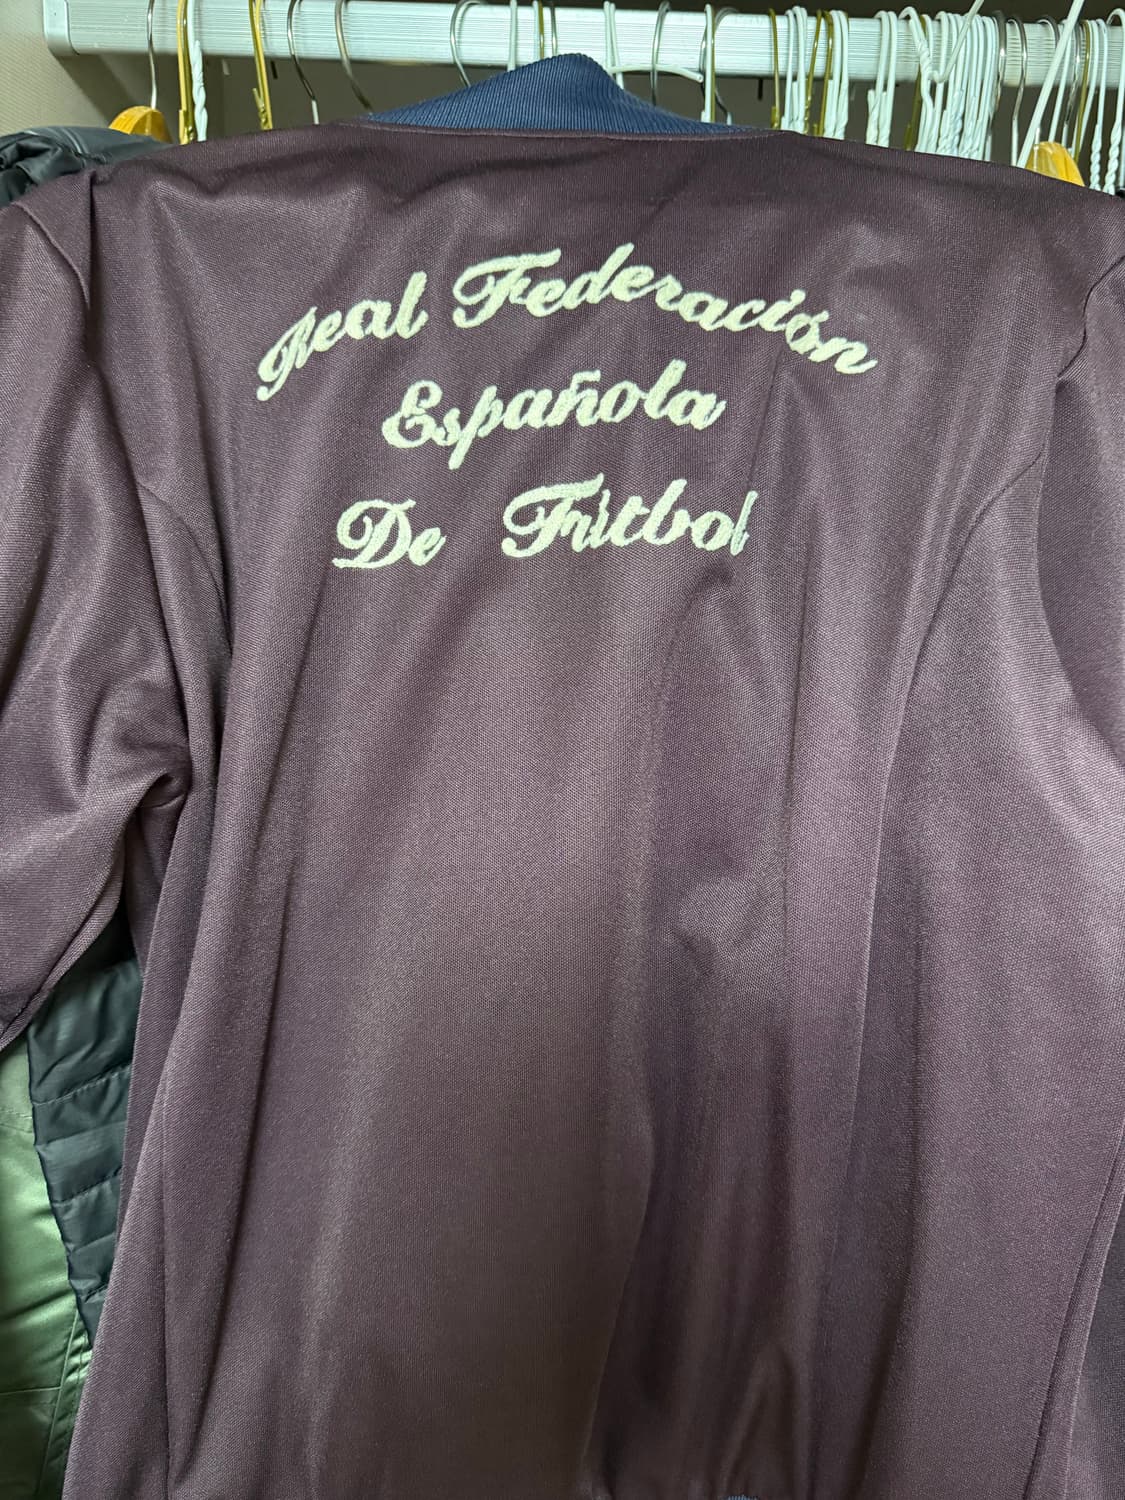 Real Federación
Española
De Fútbol